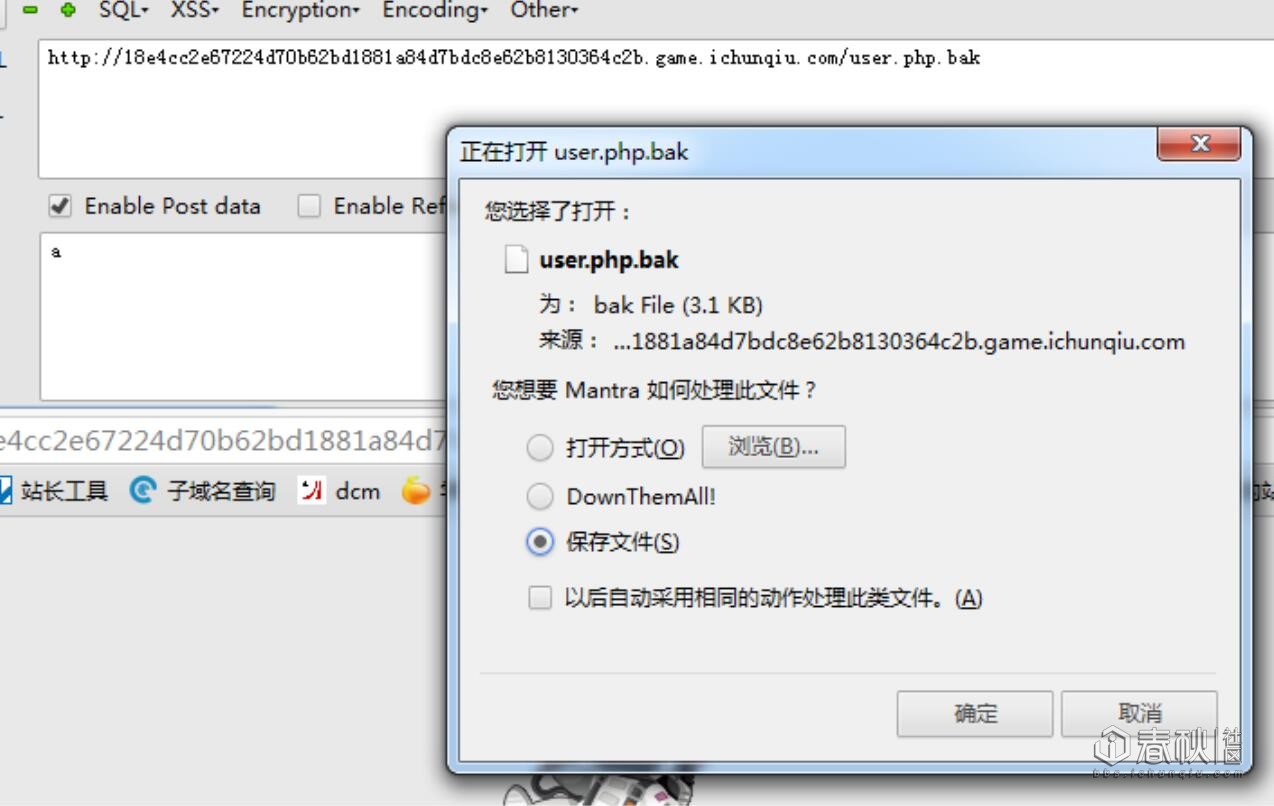 SQL▾ XSS▾ Encryption▾ Encoding▾ Other▾
http://18e4cc2e67224d70b62bd1881a84d7bdc8e62b8130364c2b.game.ichunqiu.com/user.php.bak
正在打开 user.php.bak
Enable Post data Enable Ref
您选择了打开：
a
user.php.bak
为： bak File (3.1 KB)
来源： ...1881a84d7bdc8e62b8130364c2b.game.ichunqiu.com
您想要 Mantra 如何处理此文件？
e4cc2e67224d70b62bd1881a84d7
打开方式(O) 浏览(B)...
站长工具 子域名查询 dcm
DownThemAll!
保存文件(S)
以后自动采用相同的动作处理此类文件。(A)
确定 取消
春秋社区
bbs.ichunqiu.com